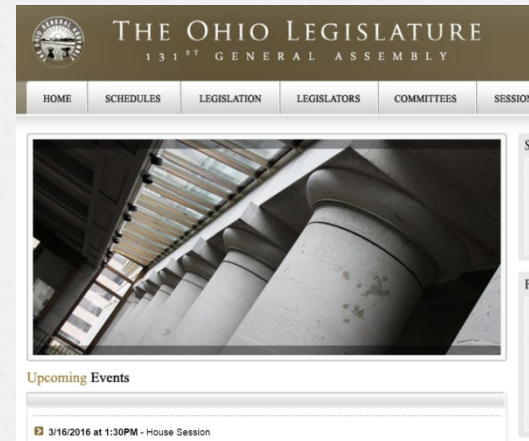 THE OHIO LEGISLATURE
131ST GENERAL ASSEMBLY
HOME SCHEDULES LEGISLATION LEGISLATORS COMMITTEES
Upcoming Events
3/16/2016 at 1:30PM - House Session